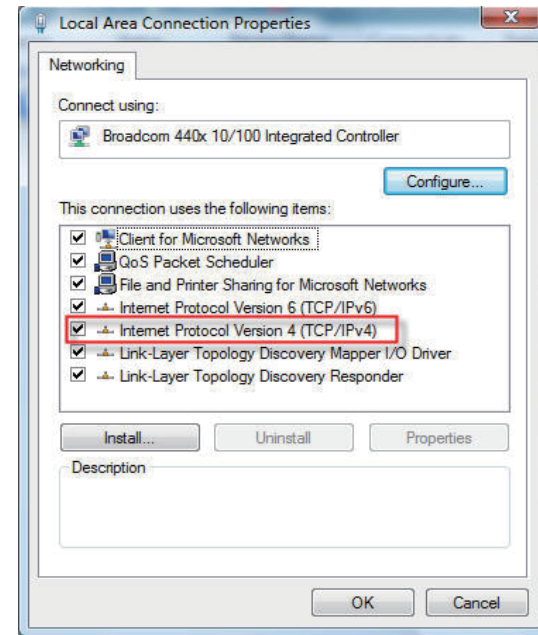 Local Area Connection Properties
Networking
Connect using:
Broadcom 440x 10/100 Integrated Controller
Configure...
This connection uses the following items:
Client for Microsoft Networks
QoS Packet Scheduler
File and Printer Sharing for Microsoft Networks
Internet Protocol Version 6 (TCP/IPv6)
Internet Protocol Version 4 (TCP/IPv4)
Link-Layer Topology Discovery Mapper I/O Driver
Link-Layer Topology Discovery Responder
Install... Uninstall Properties
Description
OK Cancel